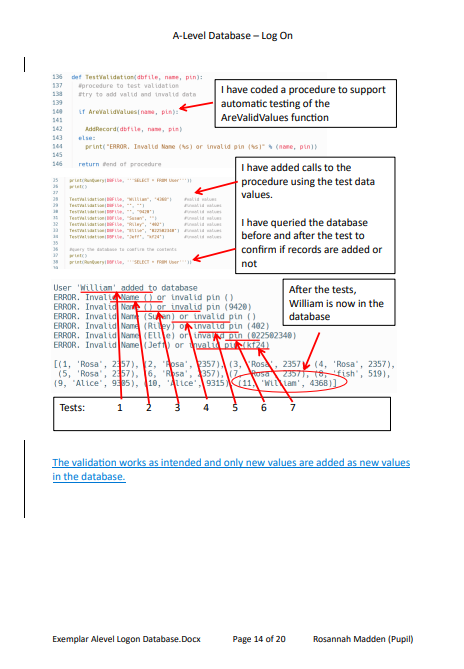 A-Level Database – Log On
136 def TestValidation(dbfile, name, pin):
137 #procedure to test validation
138 #try to add valid and invalid data
139
140 if AreValidValues(name, pin):
141
142 AddRecord(dbfile, name, pin)
143 else:
144 print("ERROR. Invalid Name (%s) or invalid pin (%s)" % (name, pin))
145
146 return #end of procedure
I have coded a procedure to support
automatic testing of the
AreValidValues function
25 print(RunQuery(DBFile, '''SELECT * FROM User'''))
26 print()
27
28 TestValidation(DBFile, "William", "4368") #valid values
29 TestValidation(DBFile, "", "") #invalid values
30 TestValidation(DBFile, "", "9420") #invalid values
31 TestValidation(DBFile, "Susan", "") #invalid values
32 TestValidation(DBFile, "Riley", "402") #invalid values
33 TestValidation(DBFile, "Ellie", "022502340") #invalid values
34 TestValidation(DBFile, "Jeff", "kf24") #invalid values
35
36 #query the database to confirm the contents
37 print()
38 print(RunQuery(DBFile, '''SELECT * FROM User'''))
39
I have added calls to the
procedure using the test data
values.
I have queried the database
before and after the test to
confirm if records are added or
not
User 'William' added to database
ERROR. Invalid Name () or invalid pin ()
ERROR. Invalid Name () or invalid pin (9420)
ERROR. Invalid Name (Susan) or invalid pin ()
ERROR. Invalid Name (Riley) or invalid pin (402)
ERROR. Invalid Name (Ellie) or invalid pin (022502340)
ERROR. Invalid Name (Jeff) or invalid pin (kf24)
After the tests,
William is now in the
database
[(1, 'Rosa', 2357), (2, 'Rosa', 2357), (3, 'Rosa', 2357), (4, 'Rosa', 2357),
(5, 'Rosa', 2357), (6, 'Rosa', 2357), (7, 'Rosa', 2357), (8, 'fish', 519),
(9, 'Alice', 9305), (10, 'Alice', 9315), (11, 'William', 4368)]
Tests: 1 2 3 4 5 6 7
The validation works as intended and only new values are added as new values
in the database.
Exemplar Alevel Logon Database.Docx Page 14 of 20 Rosannah Madden (Pupil)